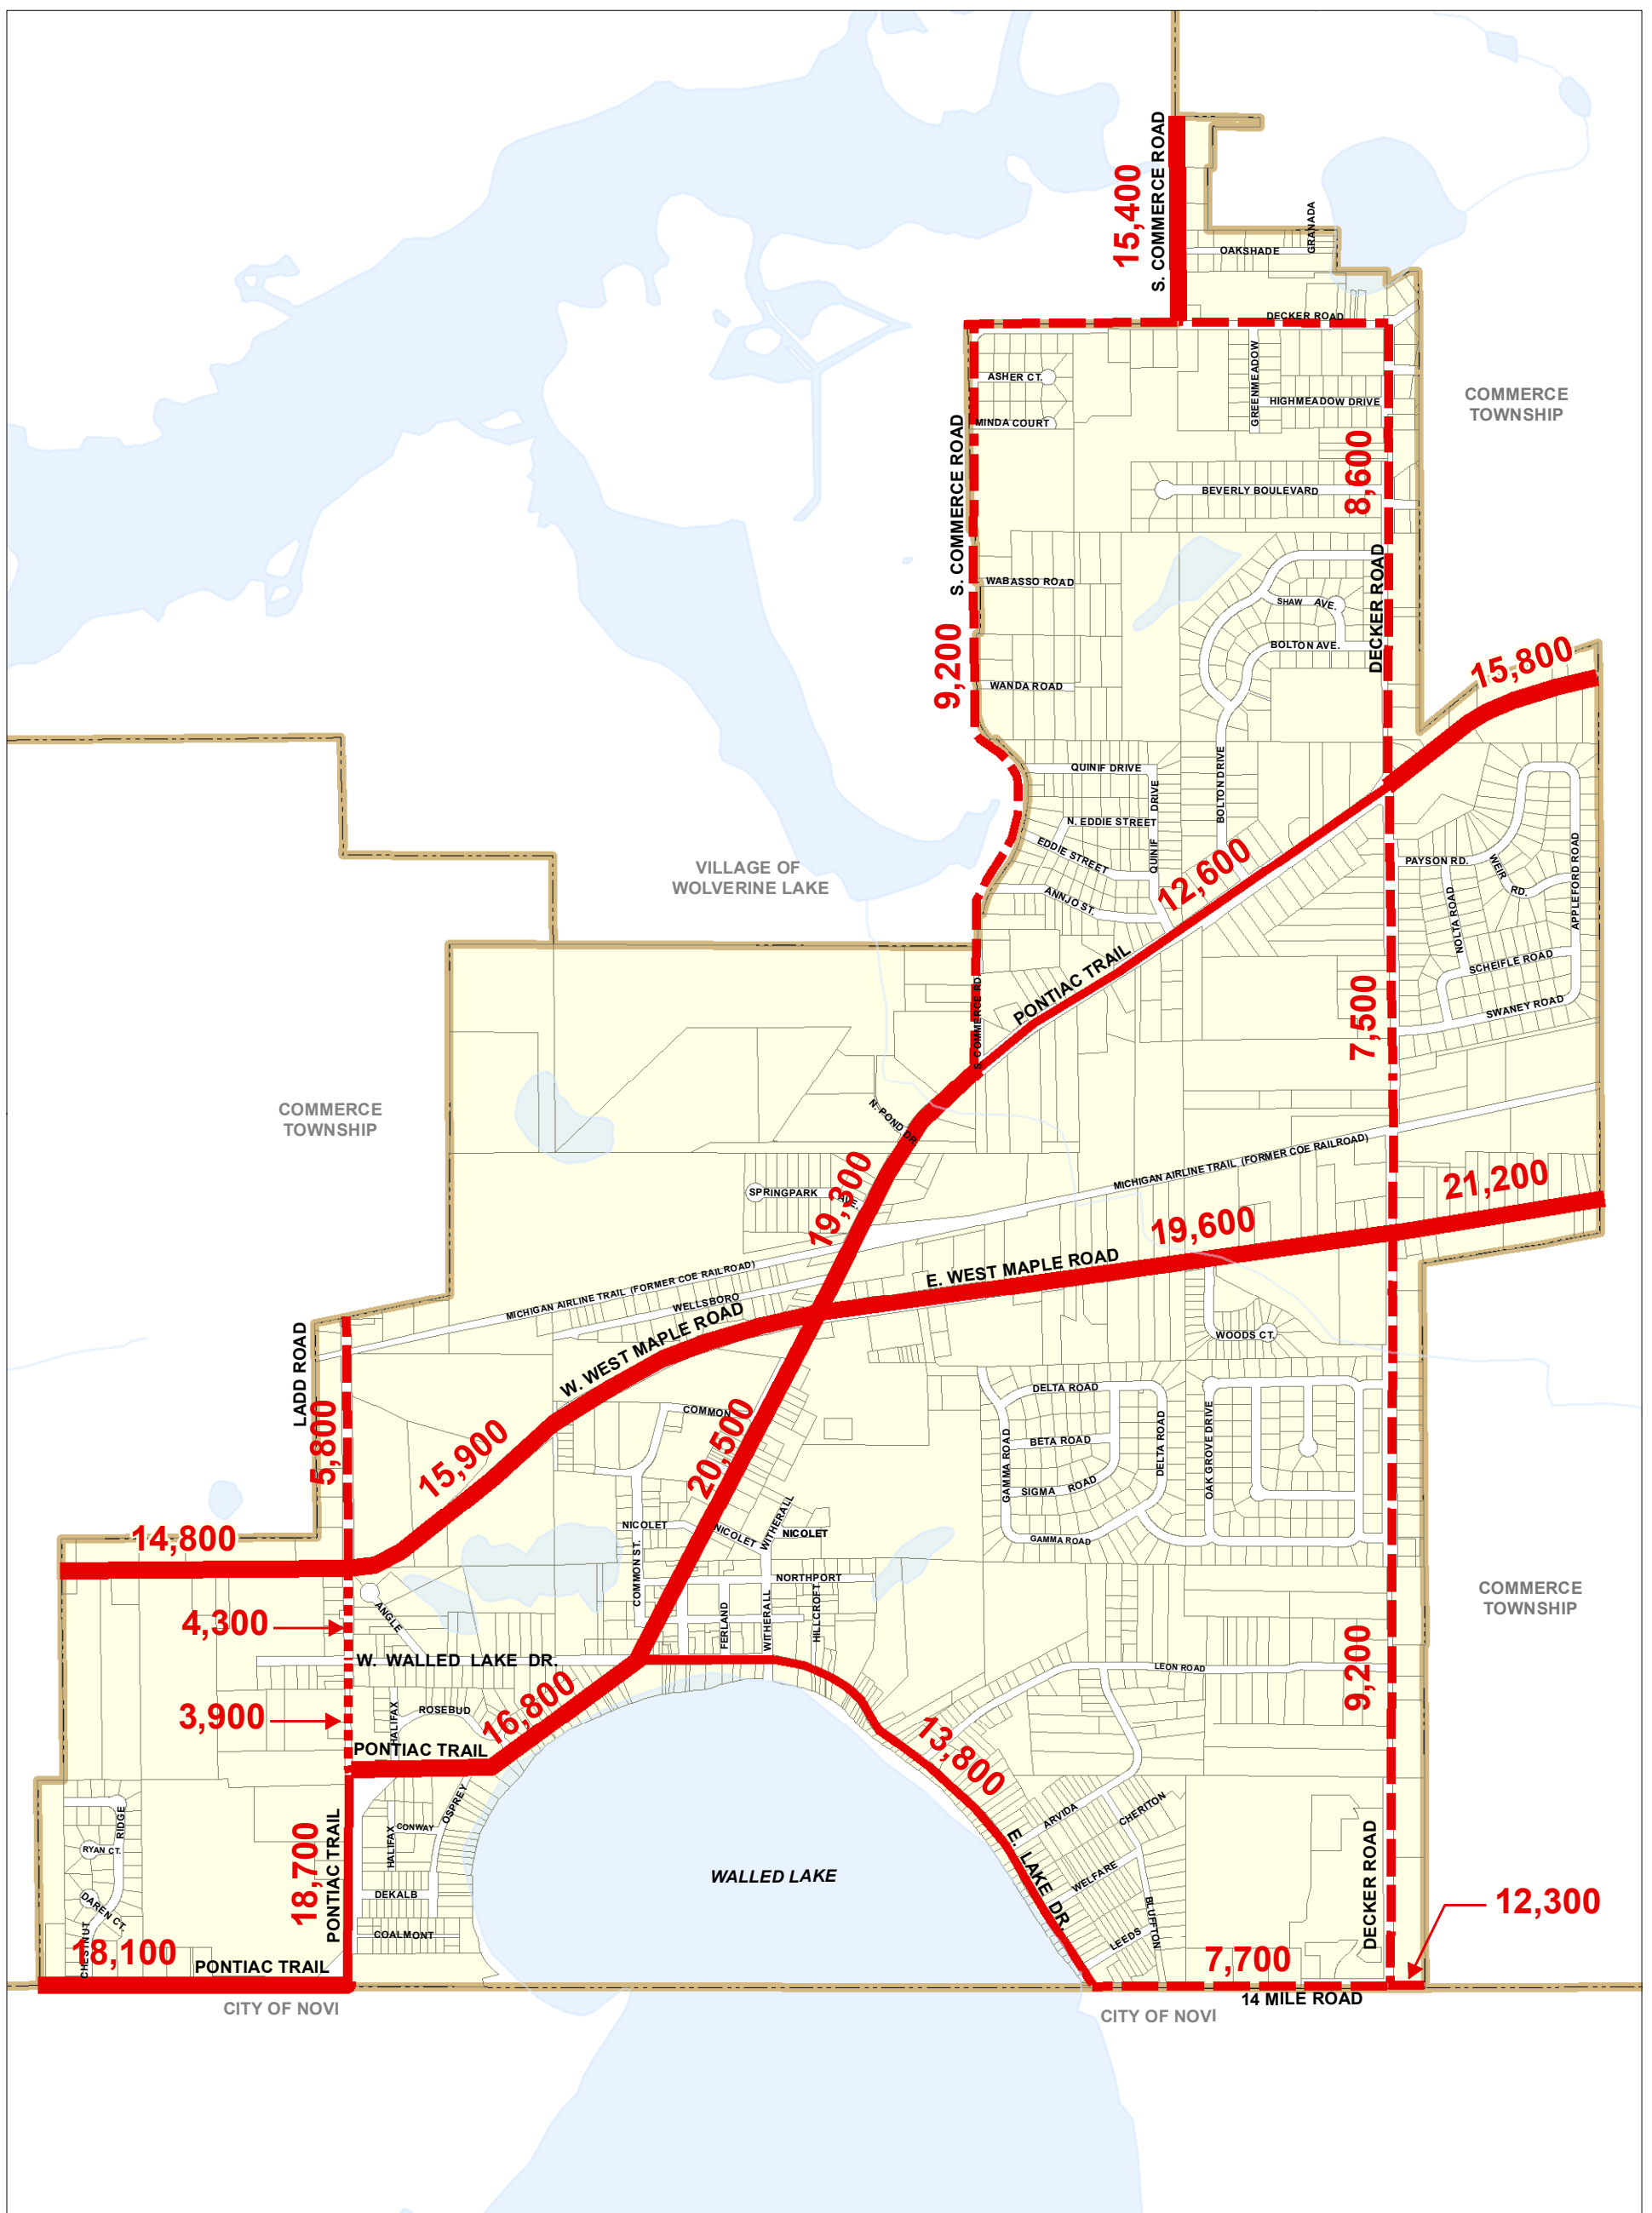 S. COMMERCE ROAD
15,400
GRANADA
OAKSHADE
DECKER ROAD
ASHER CT.
GREENMEADOW
COMMERCE
TOWNSHIP
HIGHMEADOW DRIVE
MINDA COURT
S. COMMERCE ROAD
8,600
BEVERLY BOULEVARD
DECKER ROAD
WABASSO ROAD
SHAW AVE.
9,200
BOLTON AVE.
15,800
WANDA ROAD
QUINIF DRIVE
BOLTON DRIVE
QUINIF DRIVE
N. EDDIE STREET
EDDIE STREET
12,600
PAYSON RD.
WEIR RD.
APPLEFORD ROAD
VILLAGE OF
WOLVERINE LAKE
ANNJO ST.
NOLTA ROAD
PONTIAC TRAIL
SCHEIFLE ROAD
SWANEY ROAD
7,500
S. COMMERCE RD.
COMMERCE
TOWNSHIP
N. POND DR.
MICHIGAN AIRLINE TRAIL (FORMER COE RAILROAD)
19,300
SPRINGPARK AVE.
21,200
19,600
E. WEST MAPLE ROAD
MICHIGAN AIRLINE TRAIL (FORMER COE RAILROAD)
WELLSBORO
W. WEST MAPLE ROAD
WOODS CT.
LADD ROAD
5,800
DELTA ROAD
COMMON
15,900
20,500
GAMMA ROAD
BETA ROAD
DELTA ROAD
OAK GROVE DRIVE
SIGMA ROAD
14,800
NICOLET
NICOLET
WITHERALL
NICOLET
GAMMA ROAD
COMMON ST.
NORTHPORT
COMMERCE
TOWNSHIP
4,300
ANGLE
FERLAND
WITHERALL
HILLCROFT
W. WALLED LAKE DR.
LEON ROAD
9,200
3,900
HALIFAX
ROSEBUD
16,800
PONTIAC TRAIL
13,800
OSPREY
ARVIDA
CHERITON
RIDGE
RYAN CT.
18,700
PONTIAC TRAIL
HALIFAX
CONWAY
WALLED LAKE
E. LAKE DR.
WELFARE
DECKER ROAD
DEKALB
DAREN CT.
BLUFFTON
12,300
COALMONT
CHESTNUT
LEEDS
18,100
PONTIAC TRAIL
7,700
14 MILE ROAD
CITY OF NOVI
CITY OF NOVI